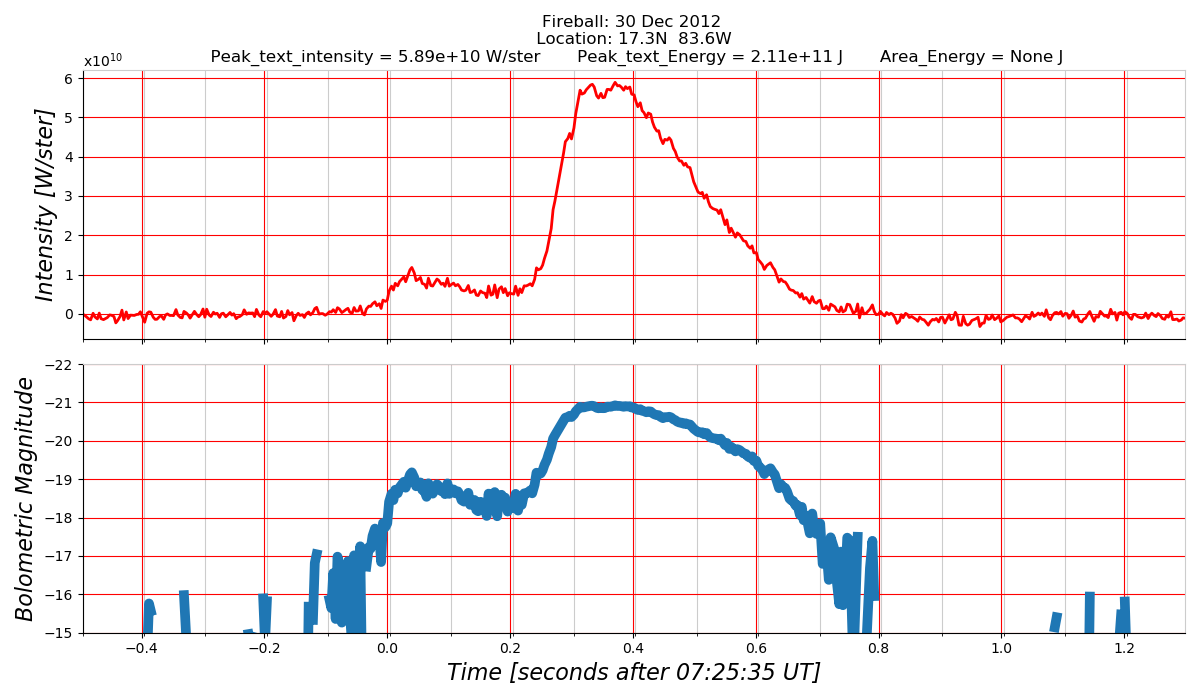 Fireball: 30 Dec 2012
Location: 17.3N  83.6W
Peak_text_intensity = 5.89e+10 W/ster       Peak_text_Energy = 2.11e+11 J       Area_Energy = None J
x10¹⁰
6
5
4
3
2
1
0
Intensity [W/ster]
−22
−21
−20
−19
−18
−17
−16
−15
Bolometric Magnitude
−0.4 −0.2 0.0 0.2 0.4 0.6 0.8 1.0 1.2
Time [seconds after 07:25:35 UT]